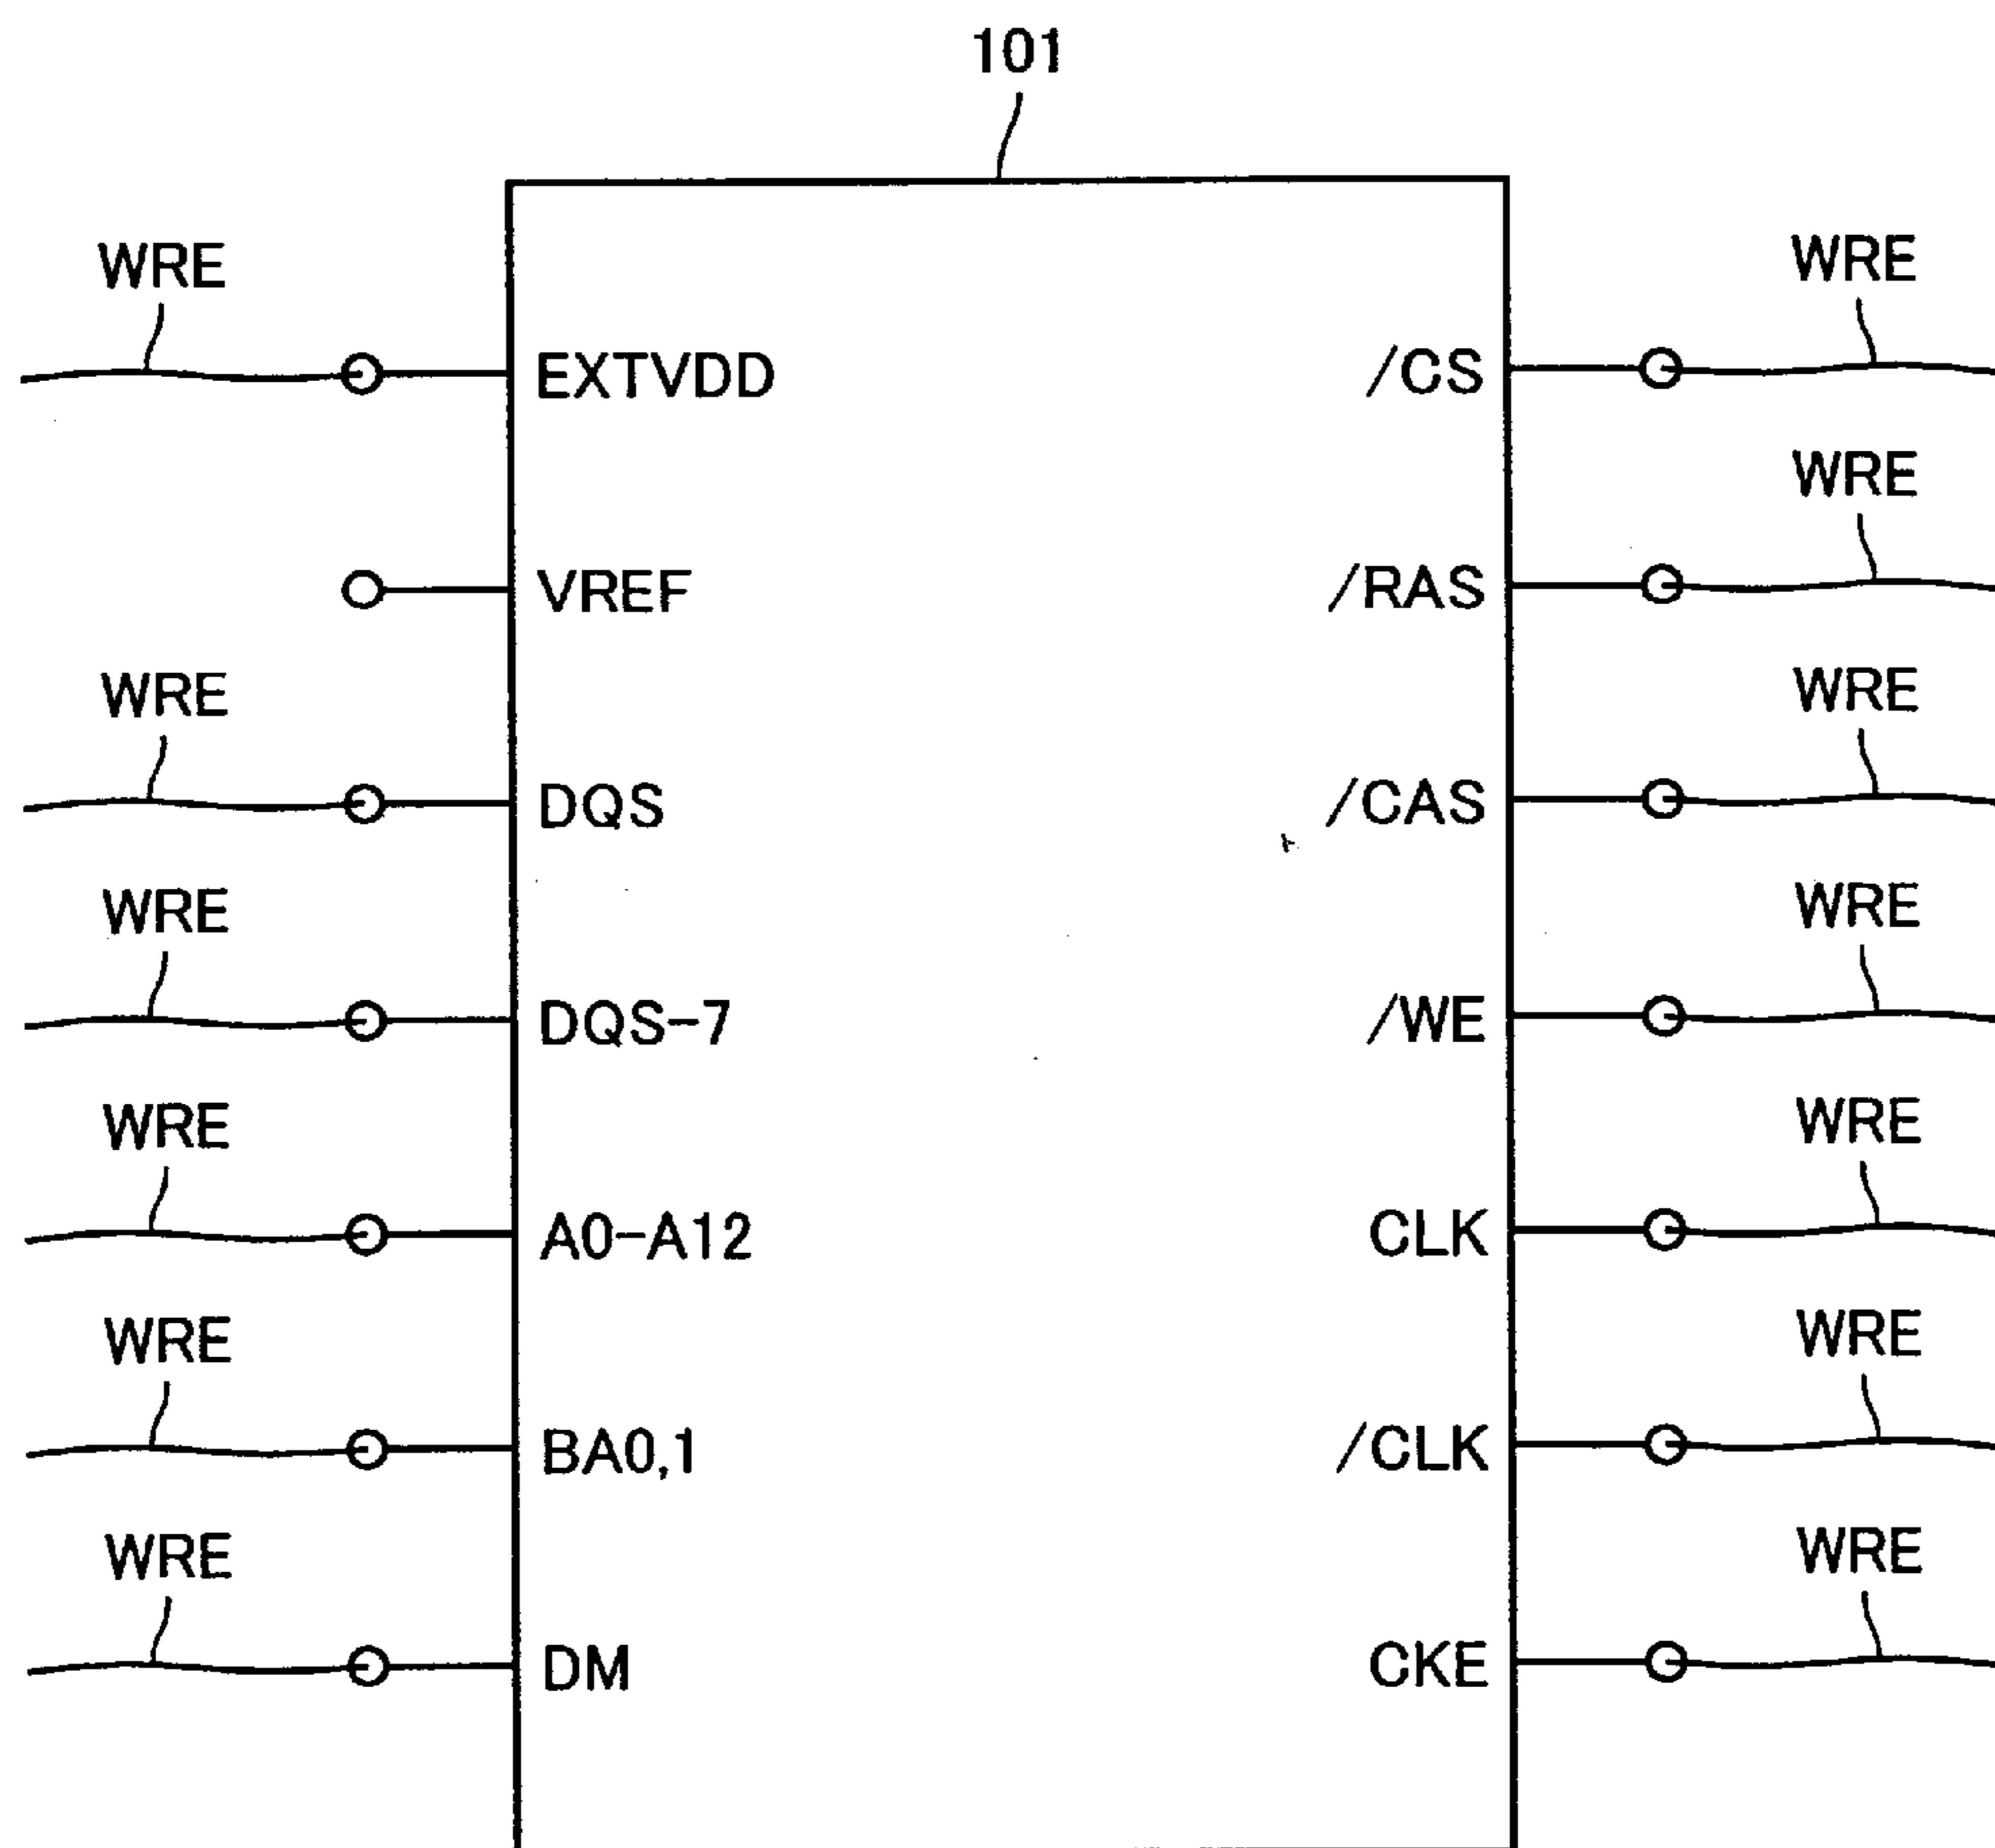 101
WRE
WRE
EXTVDD
/CS
WRE
VREF
/RAS
WRE
WRE
DQS
/CAS
WRE
WRE
DQS-7
/WE
WRE
WRE
A0-A12
CLK
WRE
WRE
BA0,1
/CLK
WRE
WRE
DM
CKE